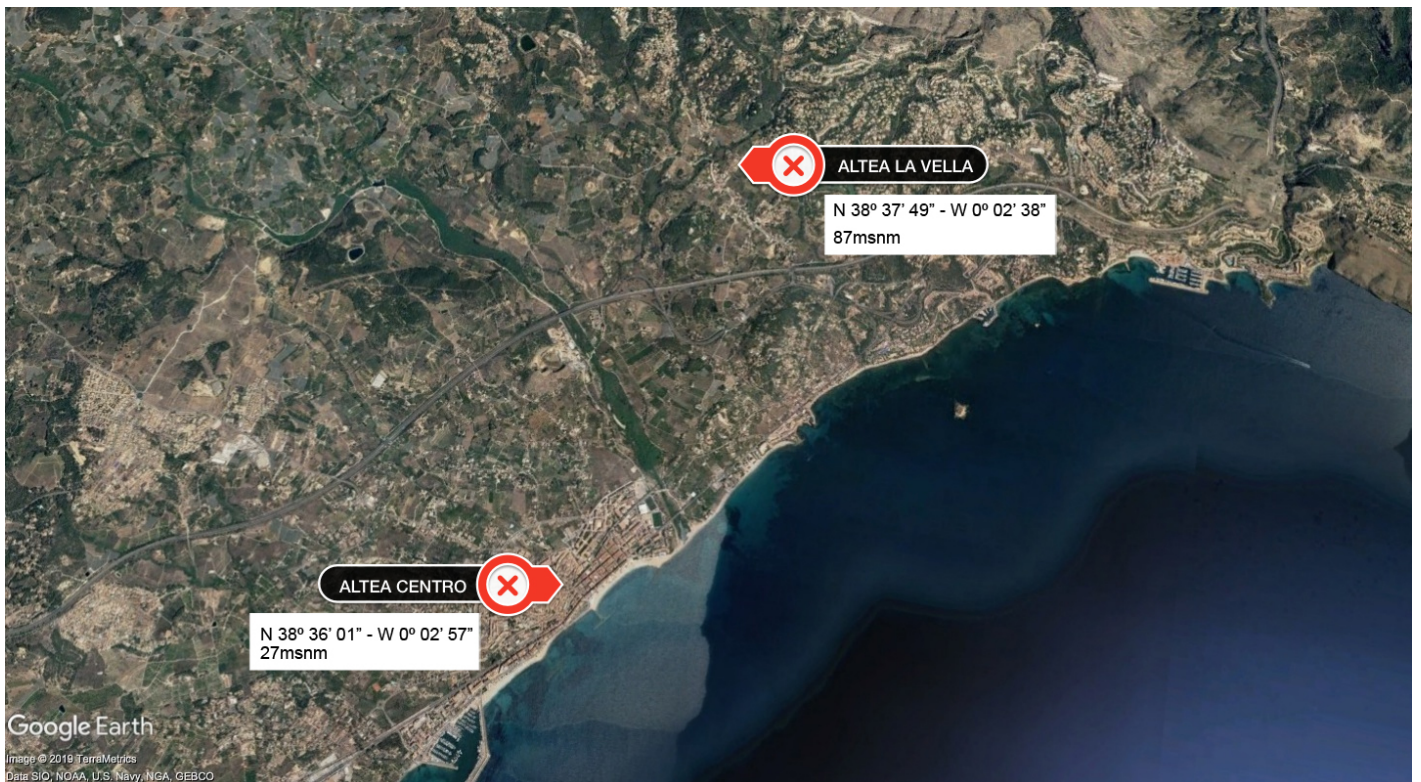 ALTEA LA VELLA
N 38º 37’ 49” - W 0º 02’ 38”
87msnm
ALTEA CENTRO
N 38º 36’ 01” - W 0º 02’ 57”
27msnm
Google Earth
Image © 2019 TerraMetrics
Data SIO, NOAA, U.S. Navy, NGA, GEBCO